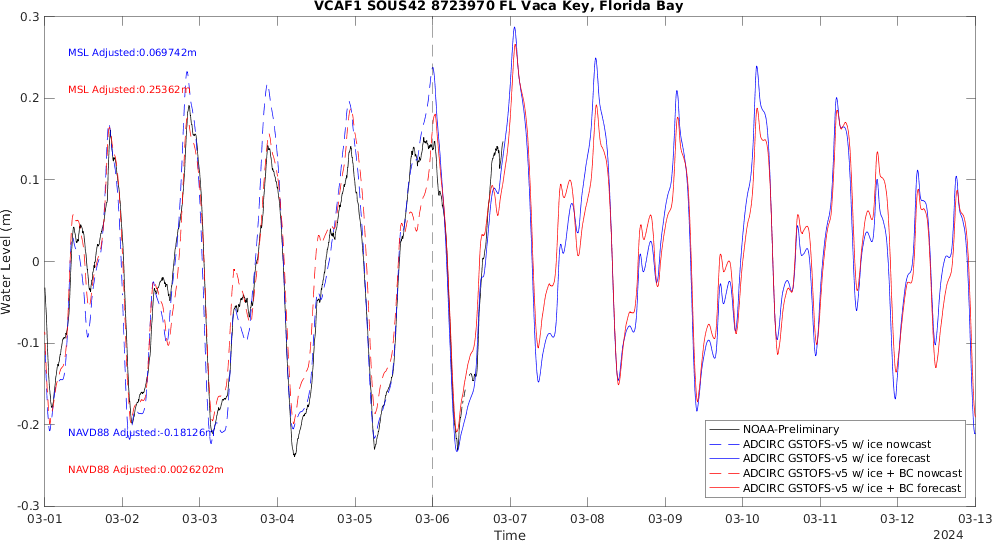 VCAF1 SOUS42 8723970 FL Vaca Key, Florida Bay
0.3
0.2
0.1
0
-0.1
-0.2
-0.3
Water Level (m)
MSL Adjusted:0.069742m
MSL Adjusted:0.25362m
NAVD88 Adjusted:-0.18126m
NAVD88 Adjusted:0.0026202m
NOAA-Preliminary
ADCIRC GSTOFS-v5 w/ ice nowcast
ADCIRC GSTOFS-v5 w/ ice forecast
ADCIRC GSTOFS-v5 w/ ice + BC nowcast
ADCIRC GSTOFS-v5 w/ ice + BC forecast
03-01 03-02 03-03 03-04 03-05 03-06 03-07 03-08 03-09 03-10 03-11 03-12 03-13
Time
2024